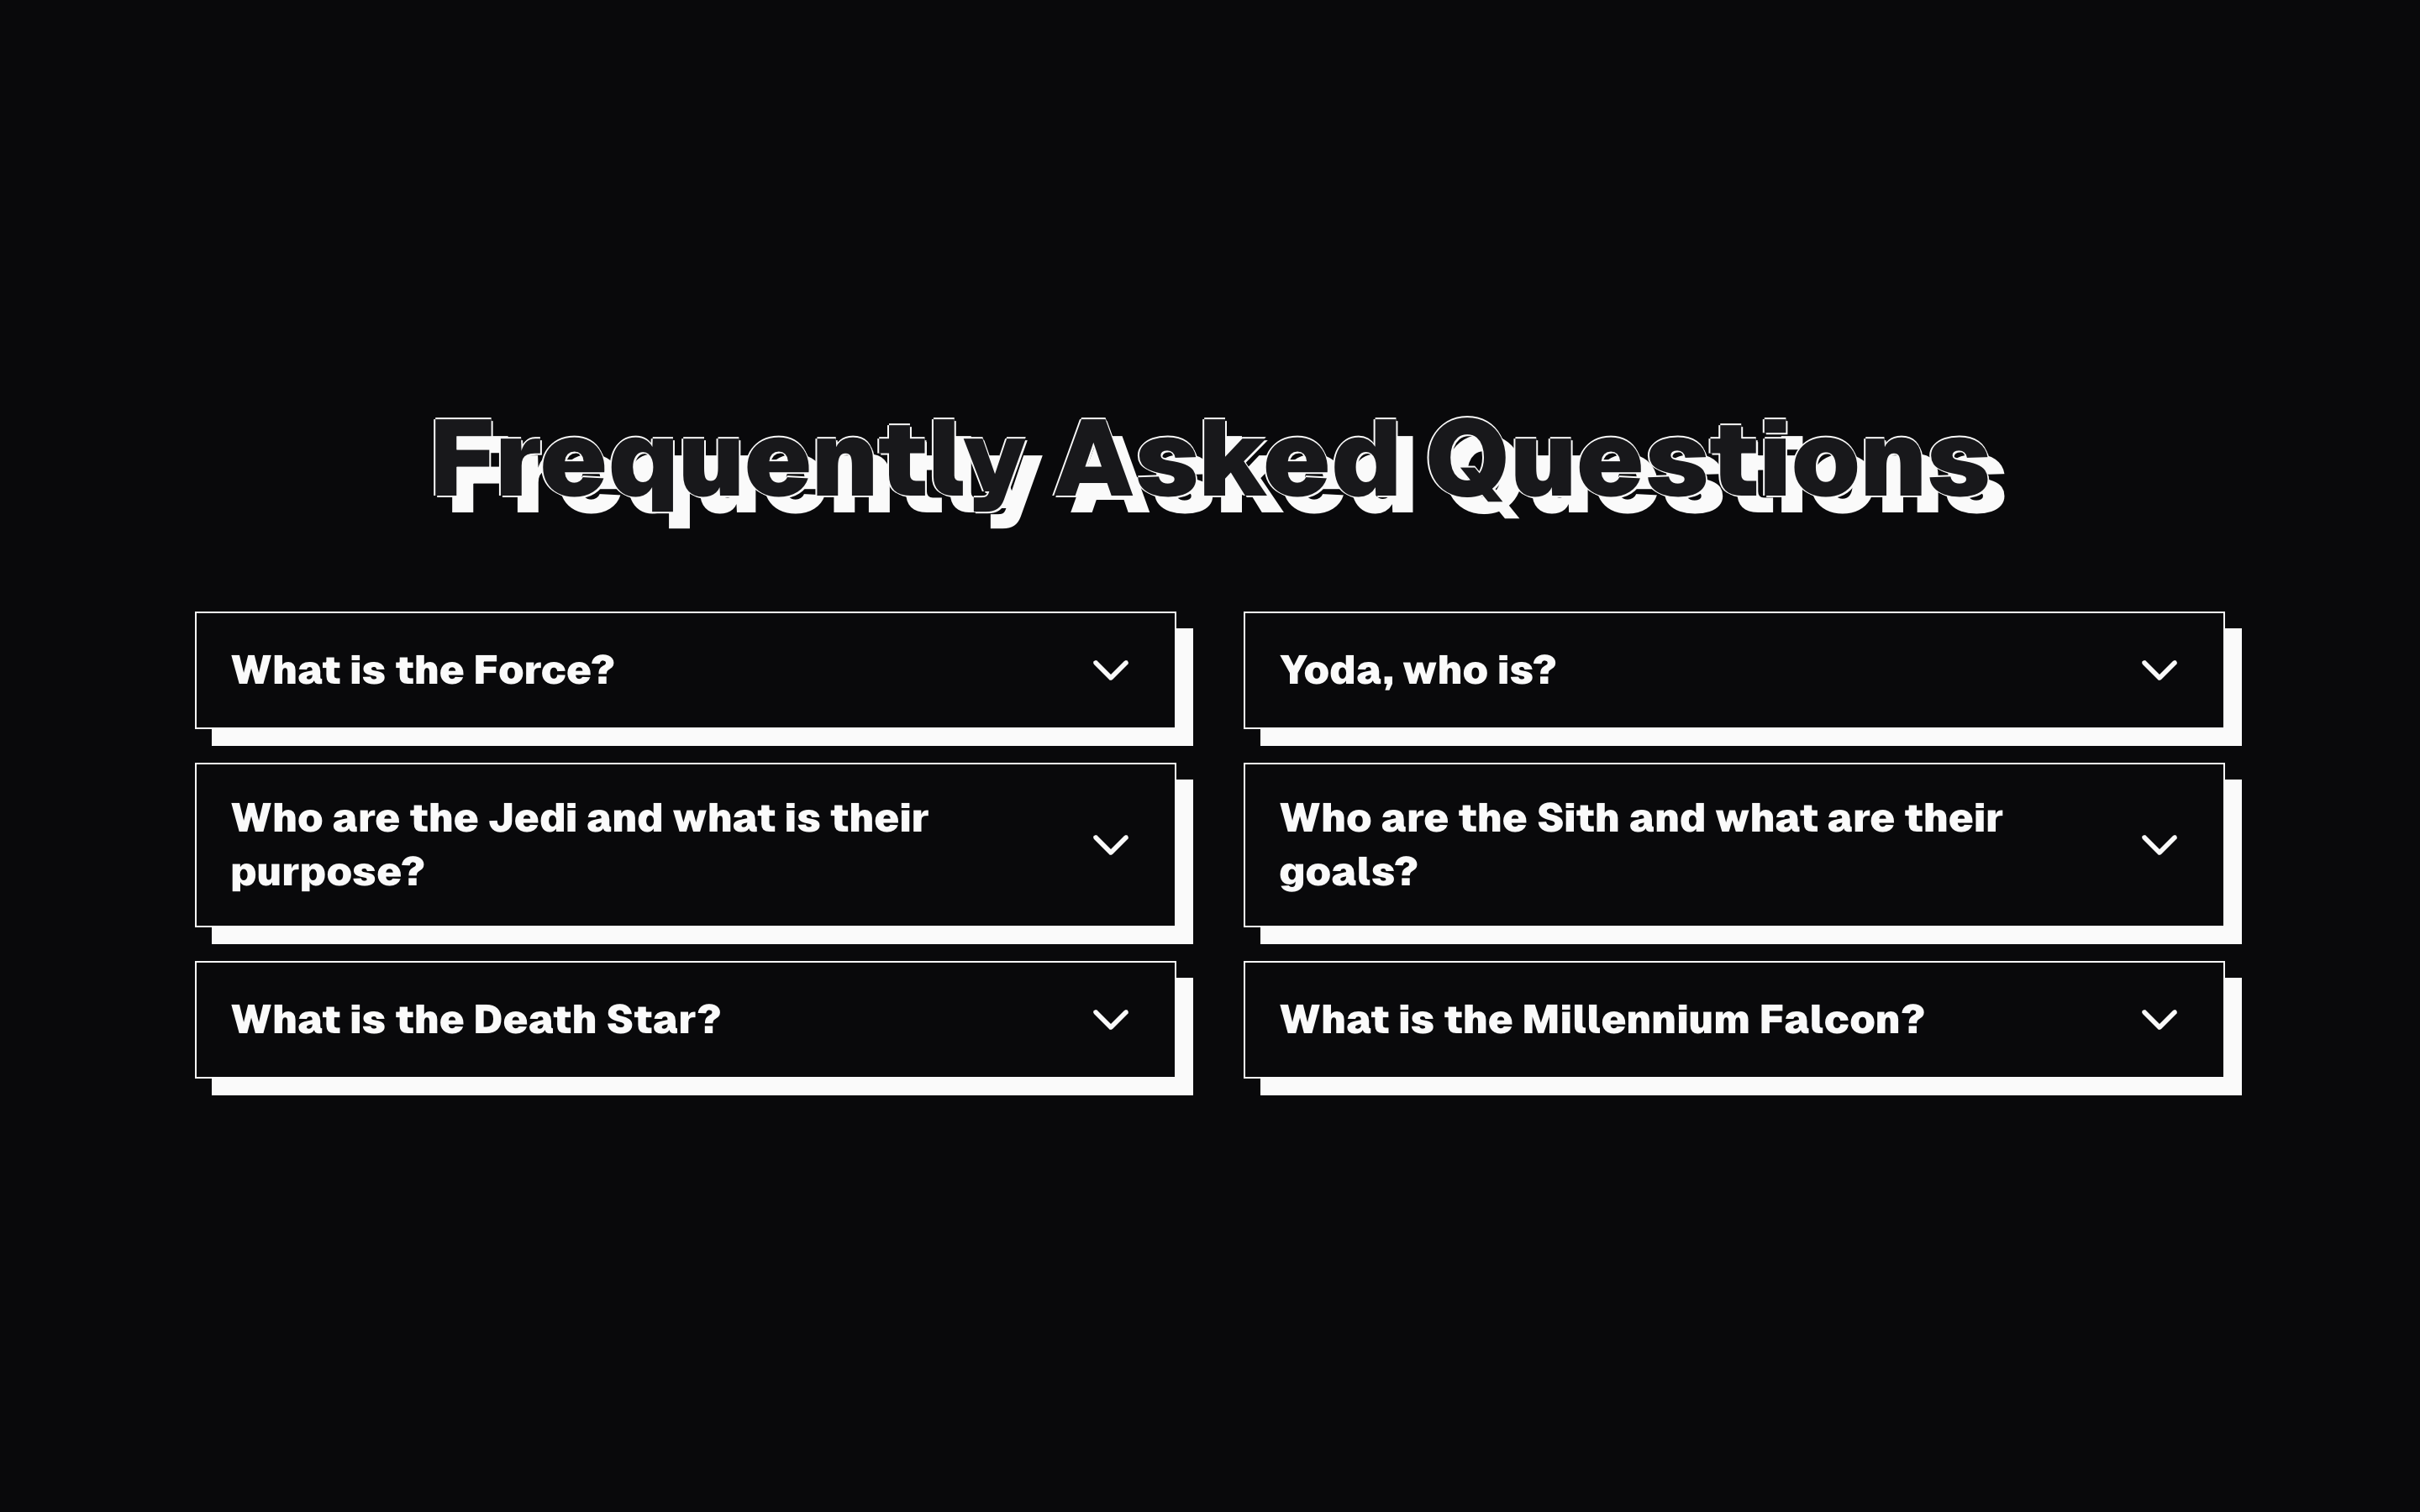 Frequently Asked Questions
What is the Force?
Yoda, who is?
Who are the Jedi and what is their
purpose?
Who are the Sith and what are their
goals?
What is the Death Star?
What is the Millennium Falcon?